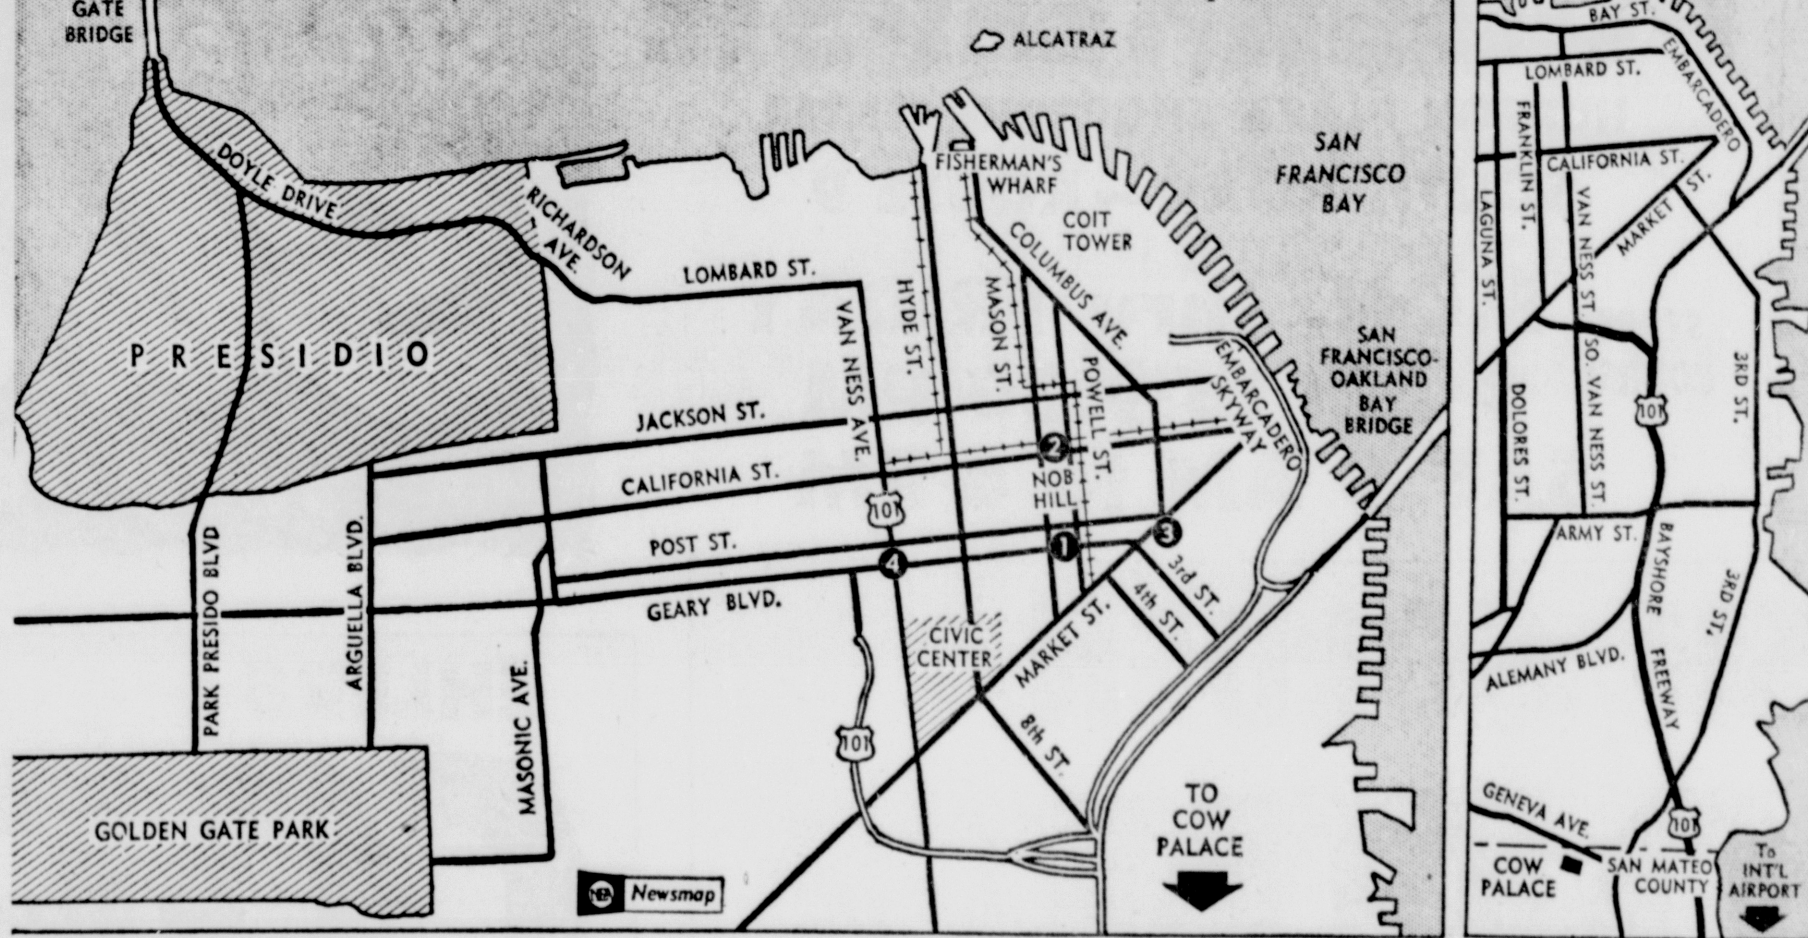 GATE
BRIDGE
ALCATRAZ
DOYLE DRIVE
RICHARDSON
AVE.
FISHERMAN'S
WHARF
SAN
FRANCISCO
BAY
COIT
TOWER
LOMBARD ST.
COLUMBUS AVE.
HYDE ST.
MASON ST.
VAN NESS AVE.
POWELL ST.
EMBARCADERO
SKYWAY
SAN
FRANCISCO-
OAKLAND
BAY
BRIDGE
PRESIDIO
JACKSON ST.
CALIFORNIA ST.
2
NOB
HILL
101
POST ST.
4
1
3
GEARY BLVD.
3rd ST.
4th ST.
PARK PRESIDO BLVD
ARGUELLA BLVD.
MASONIC AVE.
CIVIC
CENTER
MARKET ST.
8th ST.
101
GOLDEN GATE PARK
TO
COW
PALACE
NEA
Newsmap
BAY ST.
EMBARCADERO
LOMBARD ST.
FRANKLIN ST.
CALIFORNIA ST.
LAGUNA ST.
VAN NESS ST.
MARKET ST.
SO. VAN NESS ST.
101
3RD ST.
DOLORES ST.
ARMY ST.
BAYSHORE
FREEWAY
3RD ST.
ALEMANY BLVD.
GENEVA AVE.
101
COW
PALACE
SAN MATEO
COUNTY
To
INT'L
AIRPORT